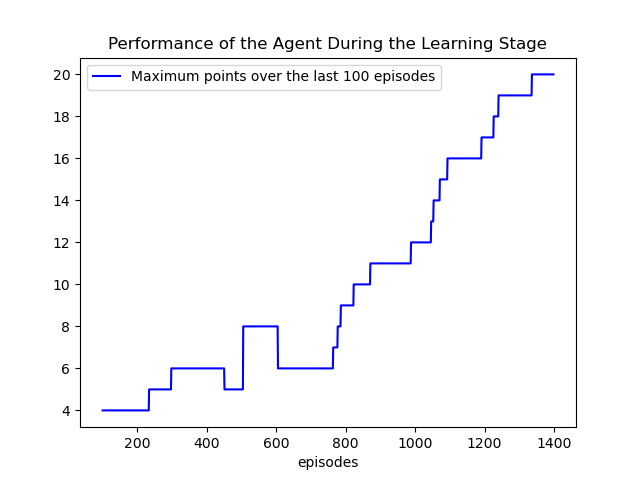 Performance of the Agent During the Learning Stage
Maximum points over the last 100 episodes
20
18
16
14
12
10
8
6
4
200 400 600 800 1000 1200 1400
episodes